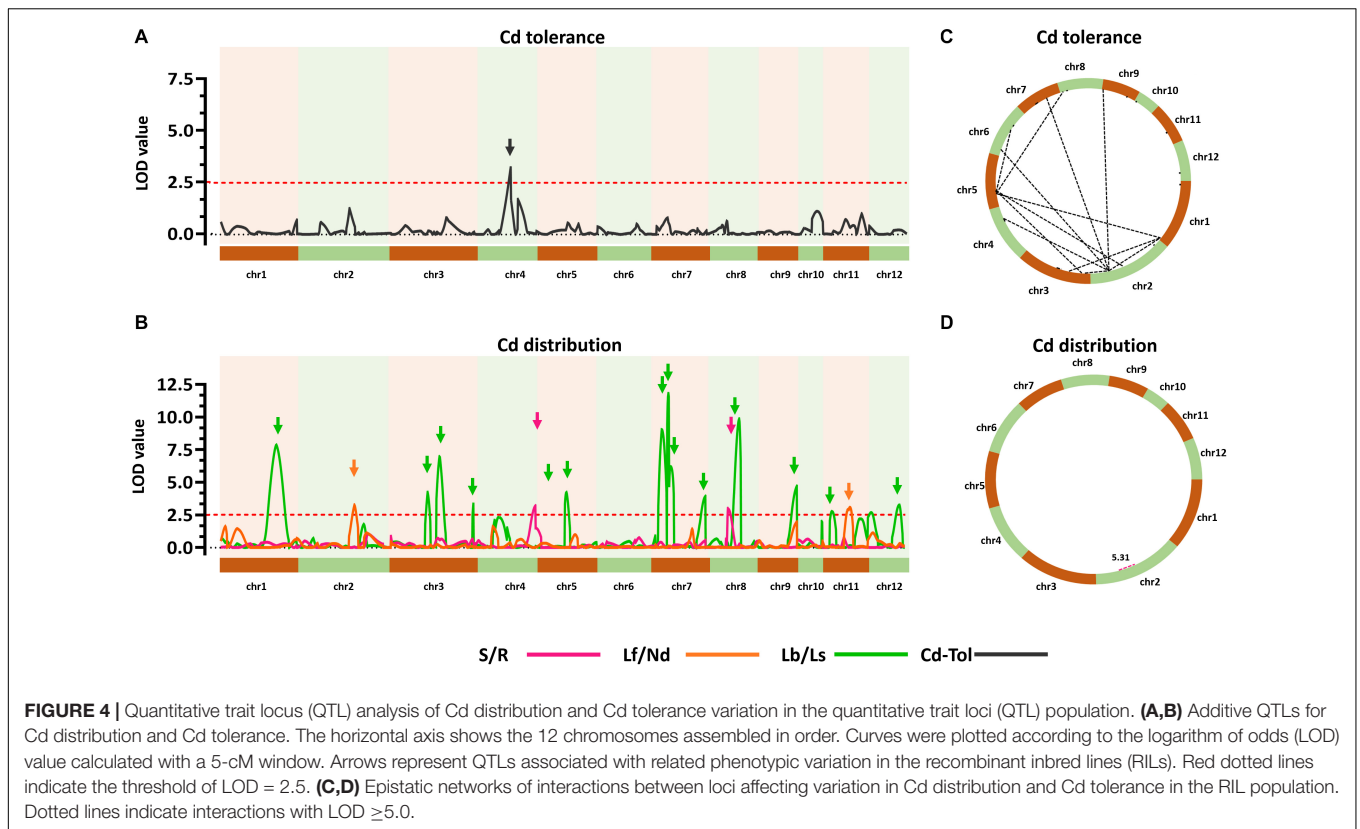 A
Cd tolerance
LOD value
7.5
5.0
2.5
0.0
chr1 chr2 chr3 chr4 chr5 chr6 chr7 chr8 chr9 chr10 chr11 chr12
C
Cd tolerance
chr8
chr9
chr10
chr11
chr12
chr1
chr2
chr3
chr4
chr5
chr6
chr7
B
Cd distribution
LOD value
12.5
10.0
7.5
5.0
2.5
0.0
chr1 chr2 chr3 chr4 chr5 chr6 chr7 chr8 chr9 chr10 chr11 chr12
D
Cd distribution
chr8
chr9
chr10
chr11
chr12
chr1
chr2
chr3
chr4
chr5
chr6
chr7
5.31
S/R Lf/Nd Lb/Ls Cd-Tol
FIGURE 4 | Quantitative trait locus (QTL) analysis of Cd distribution and Cd tolerance variation in the quantitative trait loci (QTL) population. (A,B) Additive QTLs for
Cd distribution and Cd tolerance. The horizontal axis shows the 12 chromosomes assembled in order. Curves were plotted according to the logarithm of odds (LOD)
value calculated with a 5-cM window. Arrows represent QTLs associated with related phenotypic variation in the recombinant inbred lines (RILs). Red dotted lines
indicate the threshold of LOD = 2.5. (C,D) Epistatic networks of interactions between loci affecting variation in Cd distribution and Cd tolerance in the RIL population.
Dotted lines indicate interactions with LOD ≥5.0.